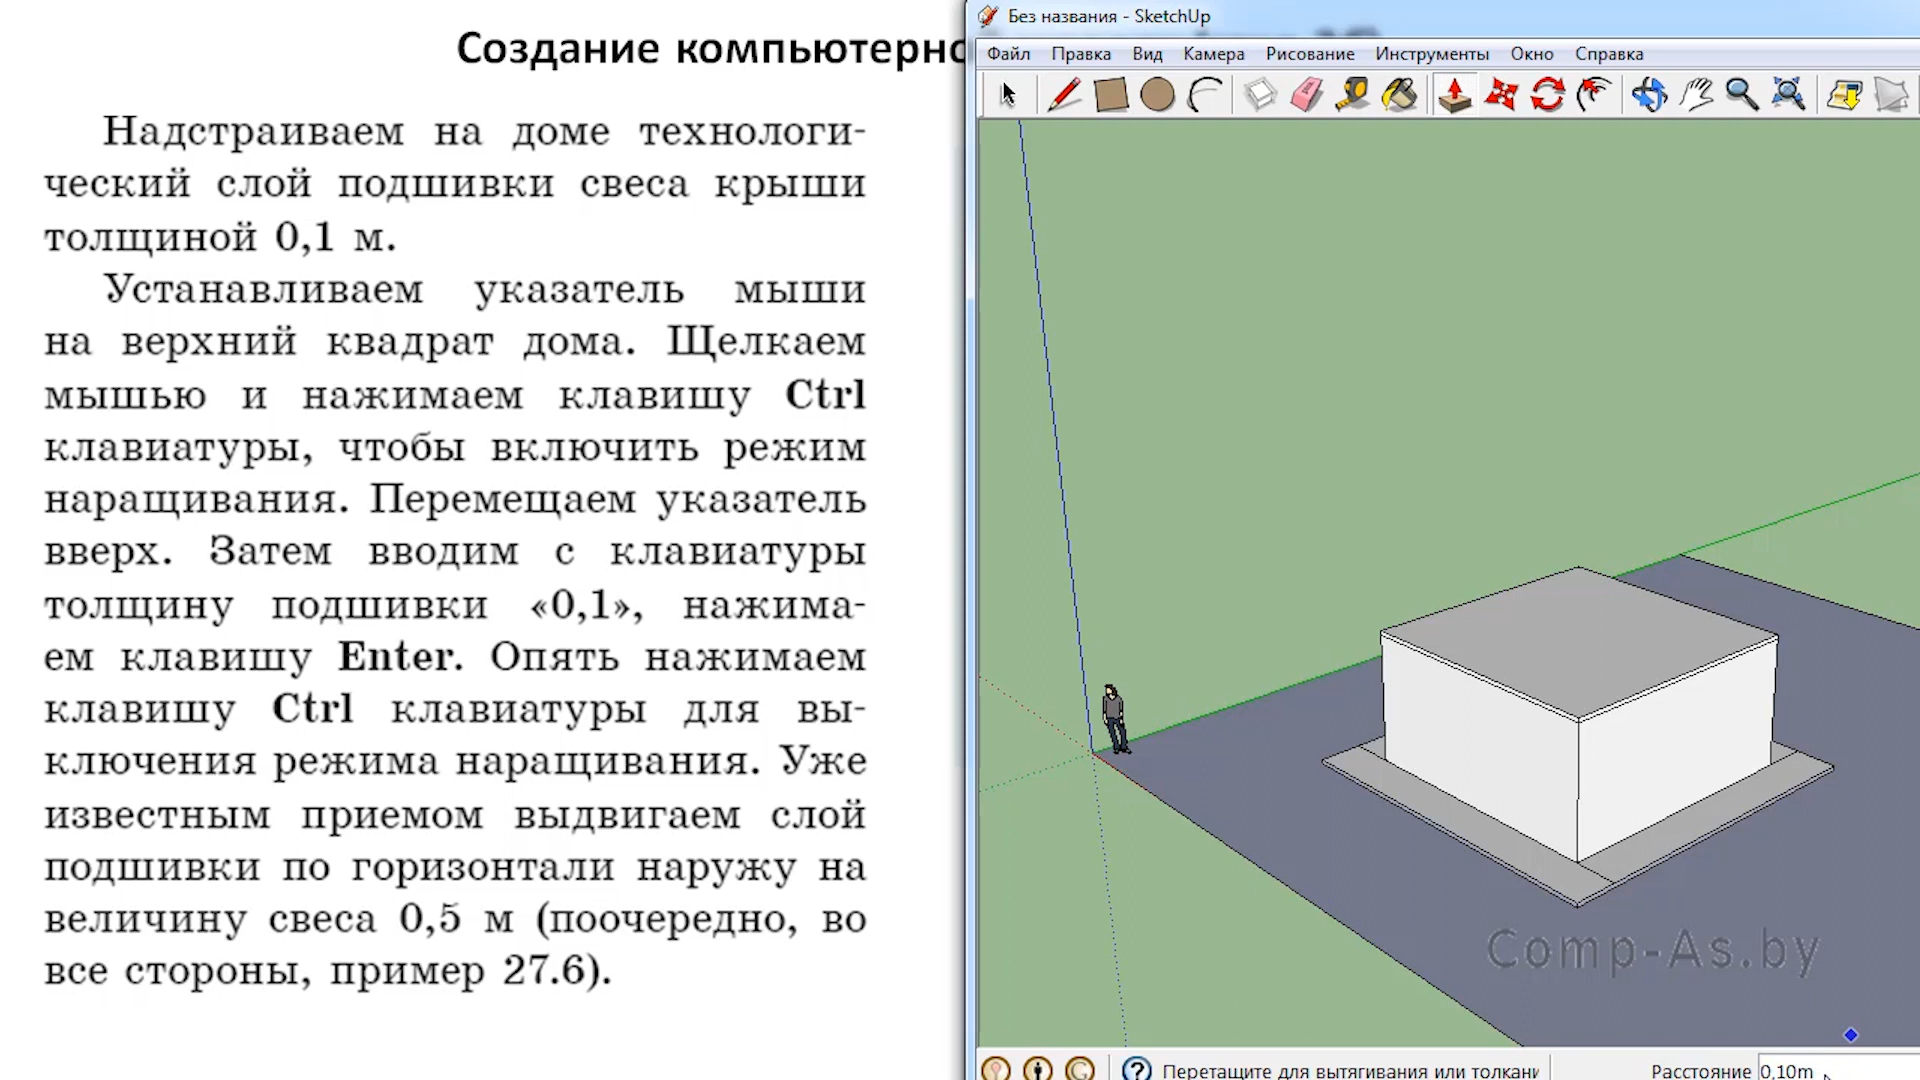 Создание компьютерно
Надстраиваем на доме технологи-
ческий слой подшивки свеса крыши
толщиной 0,1 м.
Устанавливаем указатель мыши
на верхний квадрат дома. Щелкаем
мышью и нажимаем клавишу Ctrl
клавиатуры, чтобы включить режим
наращивания. Перемещаем указатель
вверх. Затем вводим с клавиатуры
толщину подшивки «0,1», нажима-
ем клавишу Enter. Опять нажимаем
клавишу Ctrl клавиатуры для вы-
ключения режима наращивания. Уже
известным приемом выдвигаем слой
подшивки по горизонтали наружу на
величину свеса 0,5 м (поочередно, во
все стороны, пример 27.6).
Без названия - SketchUp
Файл Правка Вид Камера Рисование Инструменты Окно Справка
Comp-As.by
Перетащите для вытягивания или толкани
Расстояние 0,10m